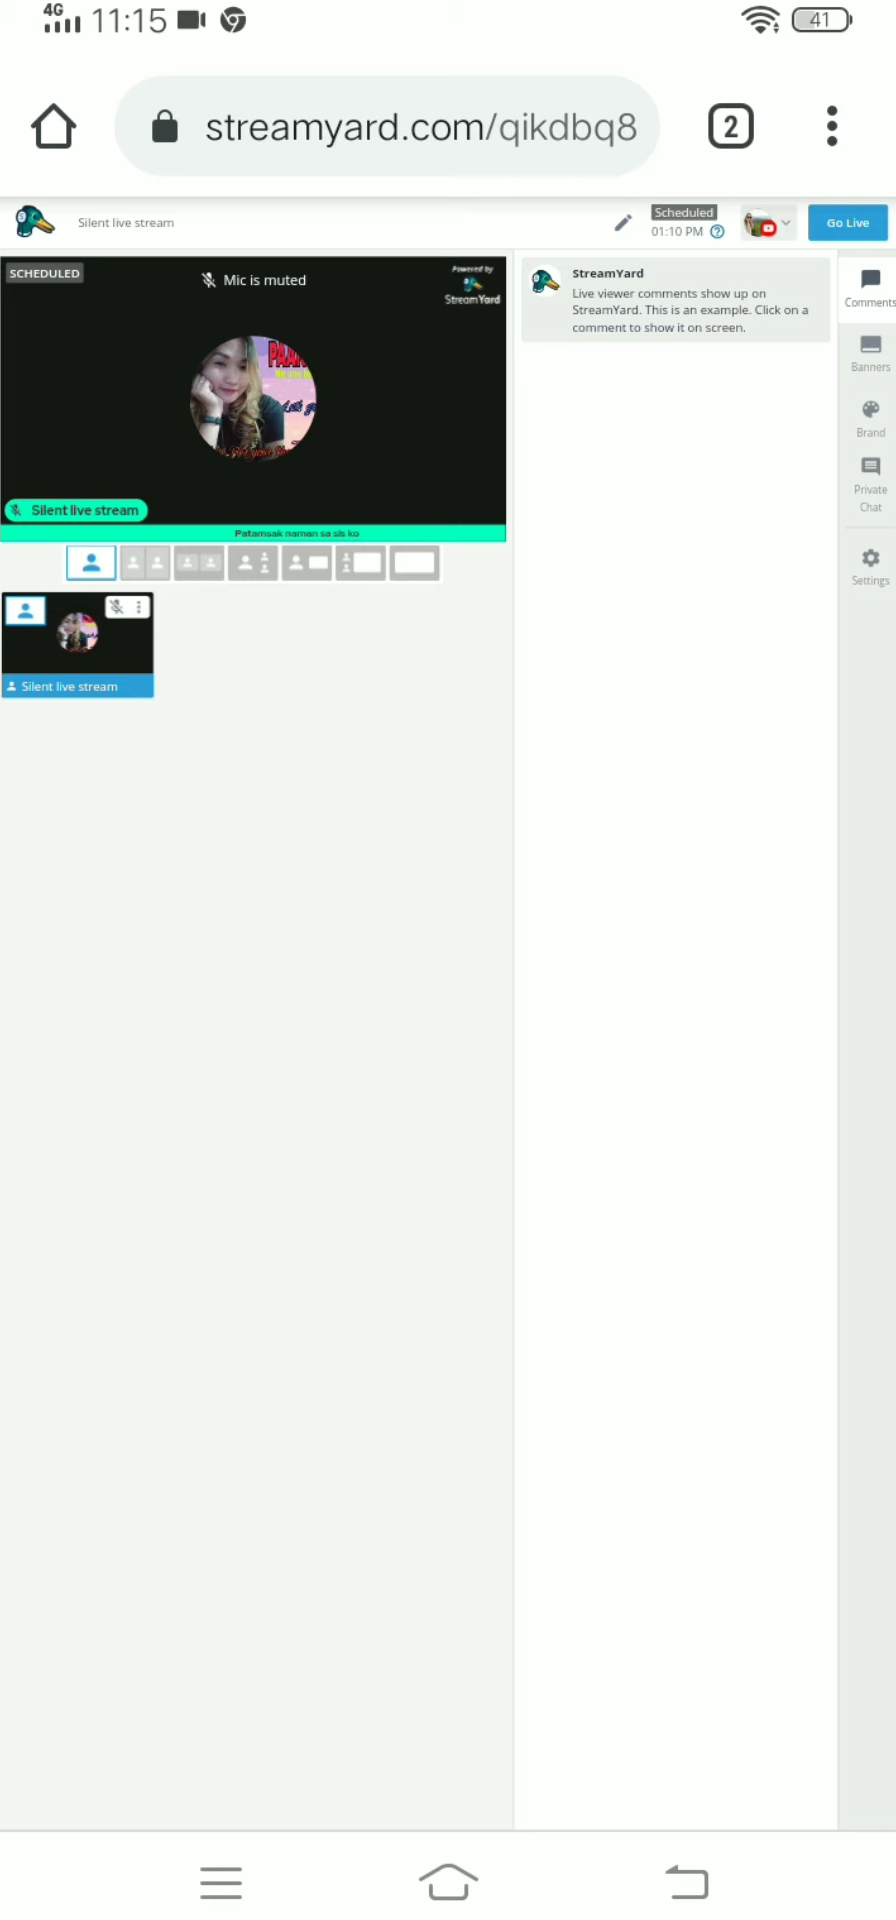 4G
11:15
41
streamyard.com/qikdbq8
2
Silent live stream
Scheduled
01:10 PM
Go Live
SCHEDULED
Mic is muted
Powered by
StreamYard
Silent live stream
Patamsak naman sa sis ko
StreamYard
Live viewer comments show up on
StreamYard. This is an example. Click on a
comment to show it on screen.
Comments
Banners
Brand
Private
Chat
Settings
Silent live stream